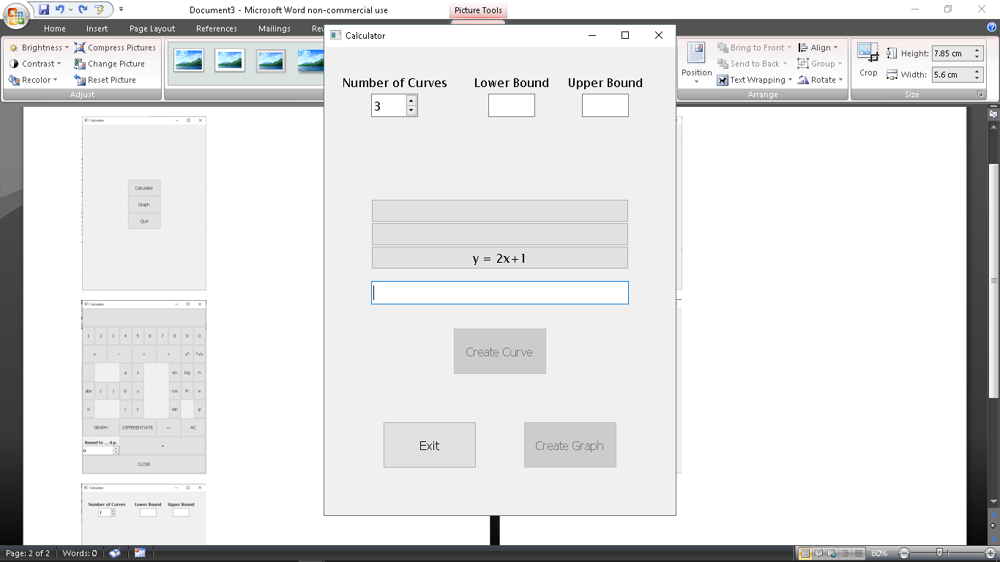 Document3 - Microsoft Word non-commercial use
Picture Tools
Home Insert Page Layout References Mailings
Brightness
Contrast
Recolor
Compress Pictures
Change Picture
Reset Picture
Adjust
Position
Bring to Front
Send to Back
Text Wrapping
Align
Group
Rotate
Arrange
Crop
Height: 7.85 cm
Width: 5.6 cm
Size
Calculator
Number of Curves Lower Bound Upper Bound
3
y = 2x+1
Create Curve
Exit
Create Graph
Calculator
Calculator
Graph
Quit
Calculator
1 2 3 4 5 6 7 8 9 0
+ -
. a x sin log n
abs ( ) b y cos ln e
x! c z tan φ
GRAPH DIFFERENTIATE ← AC
Round to ... d.p.
0
=
CLOSE
Calculator
Number of Curves Lower Bound Upper Bound
1
Page: 2 of 2 Words: 0
80%